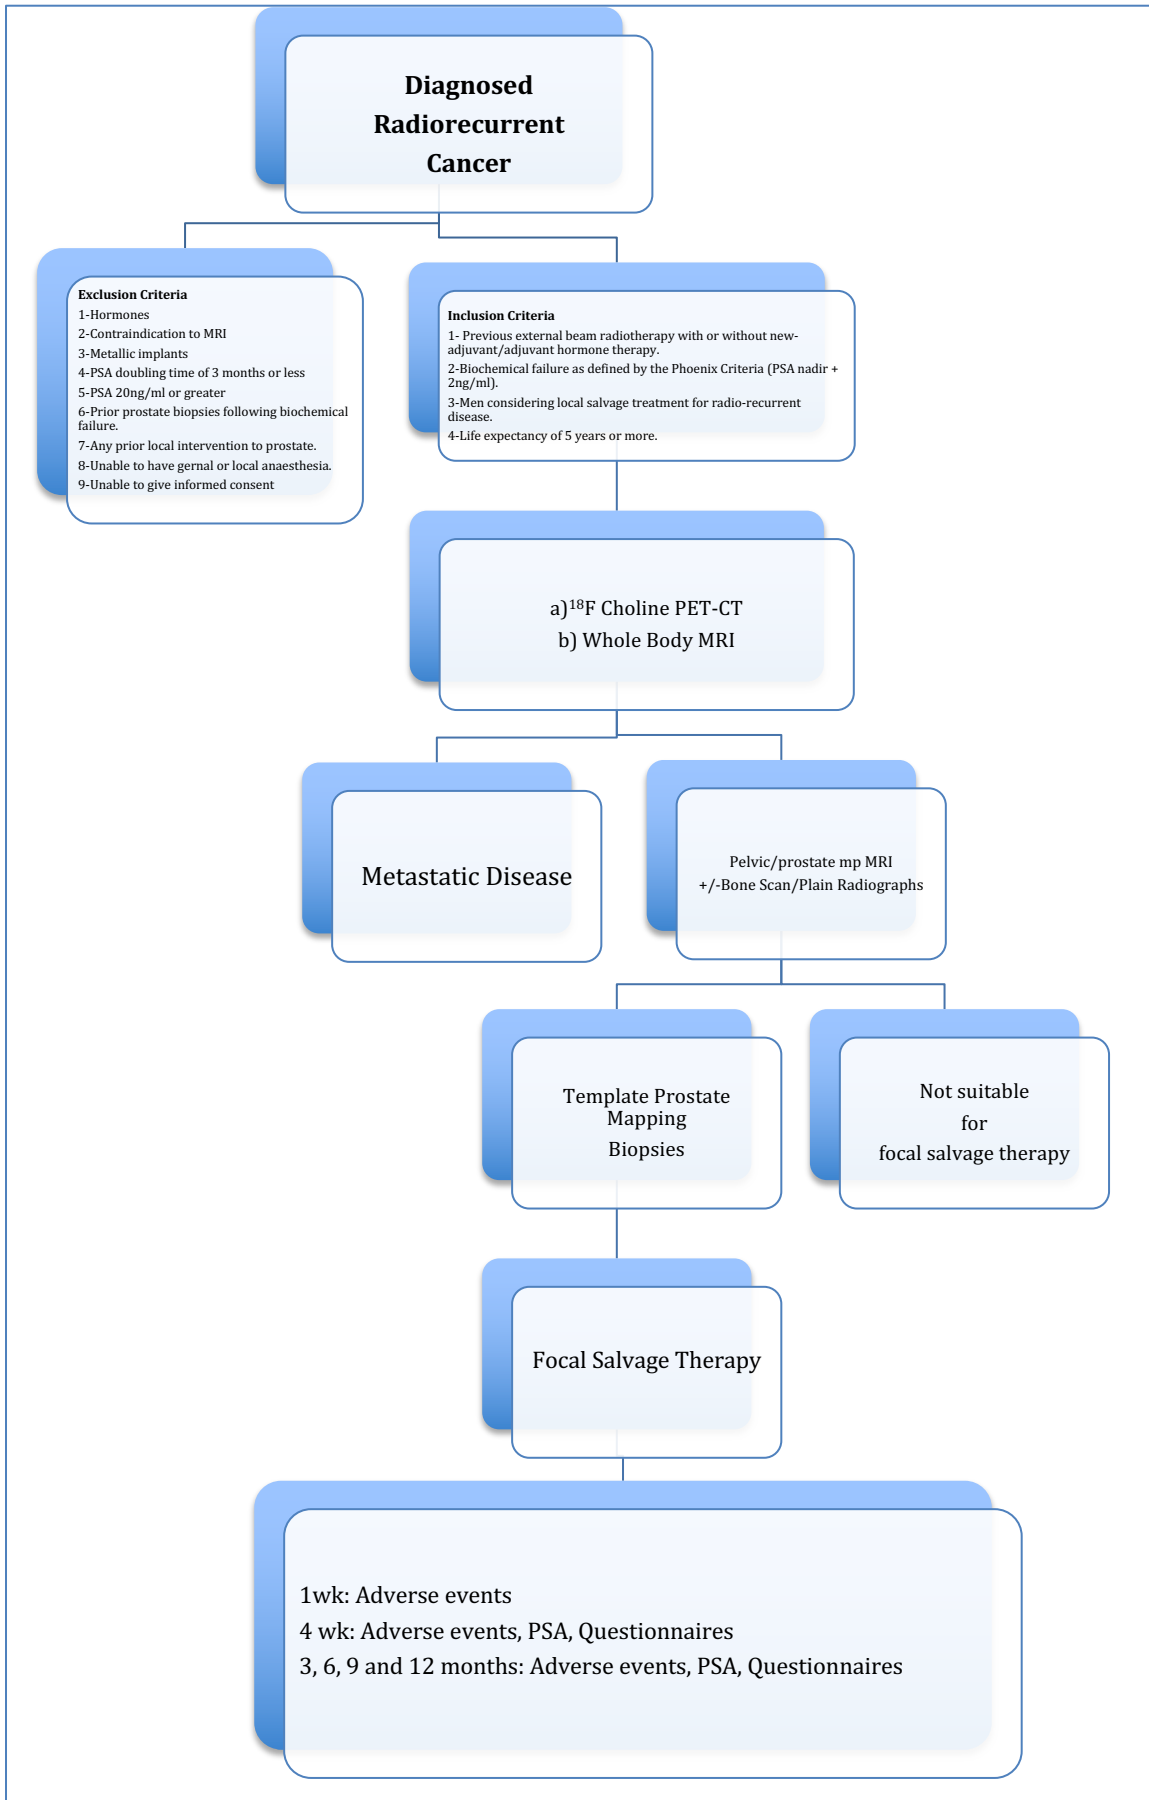 Diagnosed
Radiorecurrent
Cancer
Exclusion Criteria
1-Hormones
2-Contraindication to MRI
3-Metallic implants
4-PSA doubling time of 3 months or less
5-PSA 20ng/ml or greater
6-Prior prostate biopsies following biochemical
failure.
7-Any prior local intervention to prostate.
8-Unable to have gernal or local anaesthesia.
9-Unable to give informed consent
Inclusion Criteria
1- Previous external beam radiotherapy with or without new-
adjuvant/adjuvant hormone therapy.
2-Biochemical failure as defined by the Phoenix Criteria (PSA nadir +
2ng/ml).
3-Men considering local salvage treatment for radio-recurrent
disease.
4-Life expectancy of 5 years or more.
a)¹⁸F Choline PET-CT
b) Whole Body MRI
Metastatic Disease
Pelvic/prostate mp MRI
+/-Bone Scan/Plain Radiographs
Template Prostate
Mapping
Biopsies
Not suitable
for
focal salvage therapy
Focal Salvage Therapy
1wk: Adverse events
4 wk: Adverse events, PSA, Questionnaires
3, 6, 9 and 12 months: Adverse events, PSA, Questionnaires